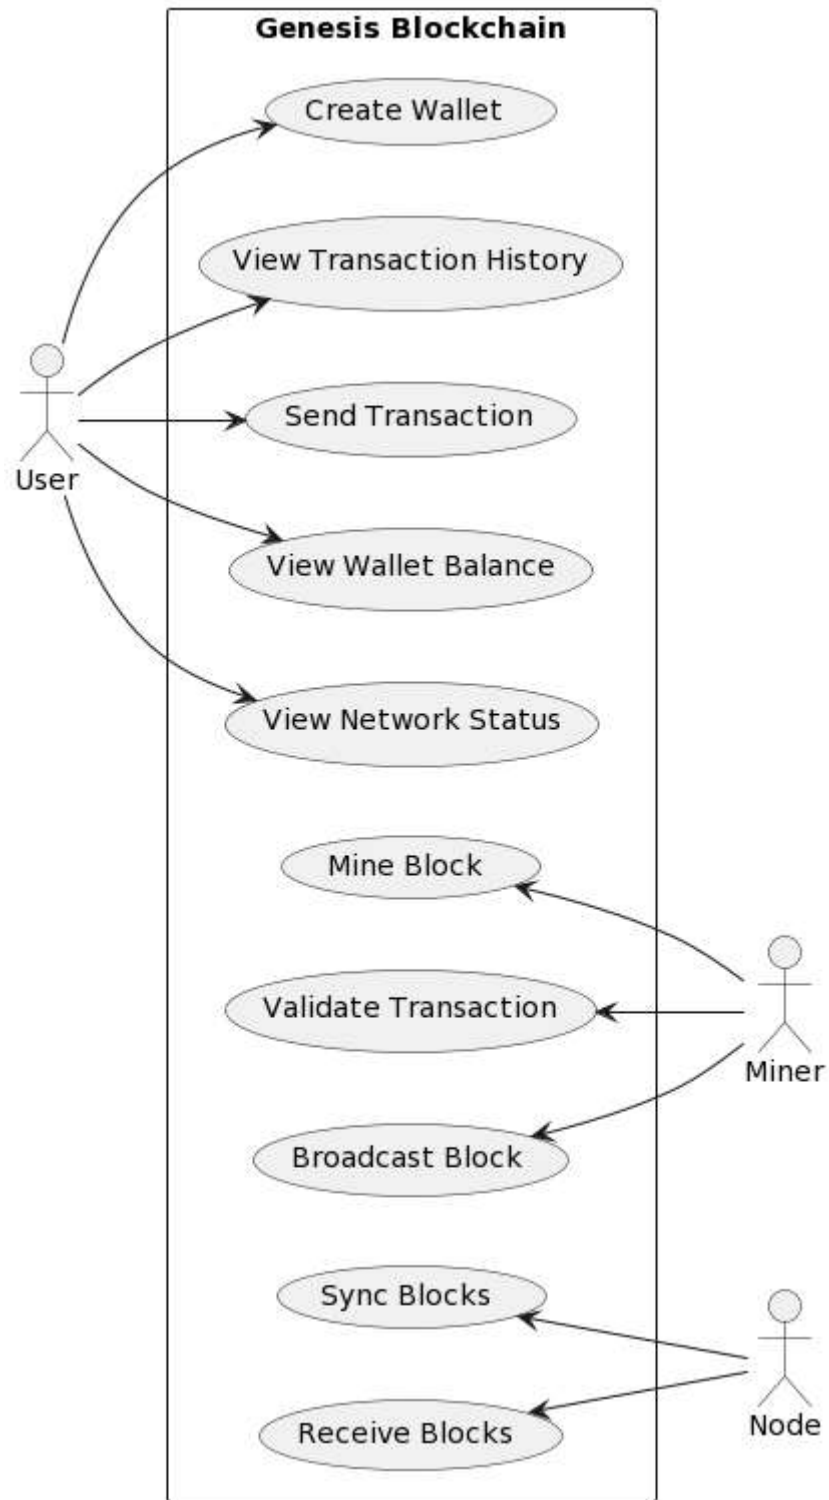 Genesis Blockchain
Create Wallet
View Transaction History
Send Transaction
User
View Wallet Balance
View Network Status
Mine Block
Validate Transaction
Miner
Broadcast Block
Sync Blocks
Node
Receive Blocks